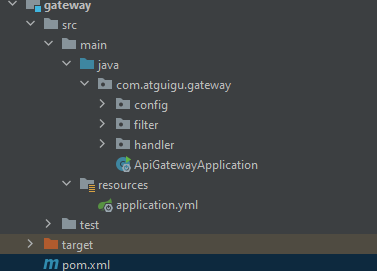 gateway
src
main
java
com.atguigu.gateway
config
filter
handler
ApiGatewayApplication
resources
application.yml
test
target
pom.xml